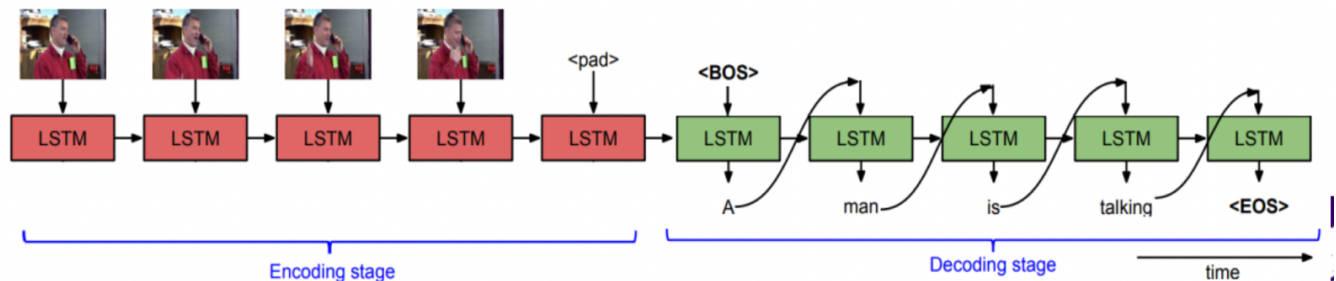 <pad>
<BOS>
LSTM LSTM LSTM LSTM LSTM LSTM LSTM LSTM LSTM LSTM
A man is talking <EOS>
Encoding stage
Decoding stage
time